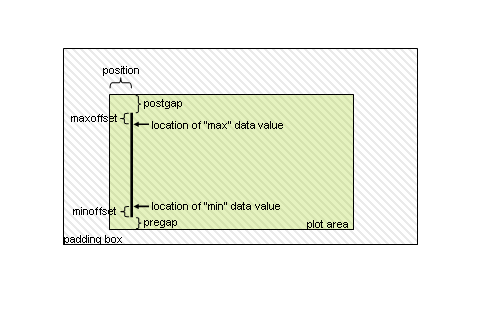 position
postgap
maxoffset
location of "max" data value
minoffset
location of "min" data value
pregap
plot area
padding box